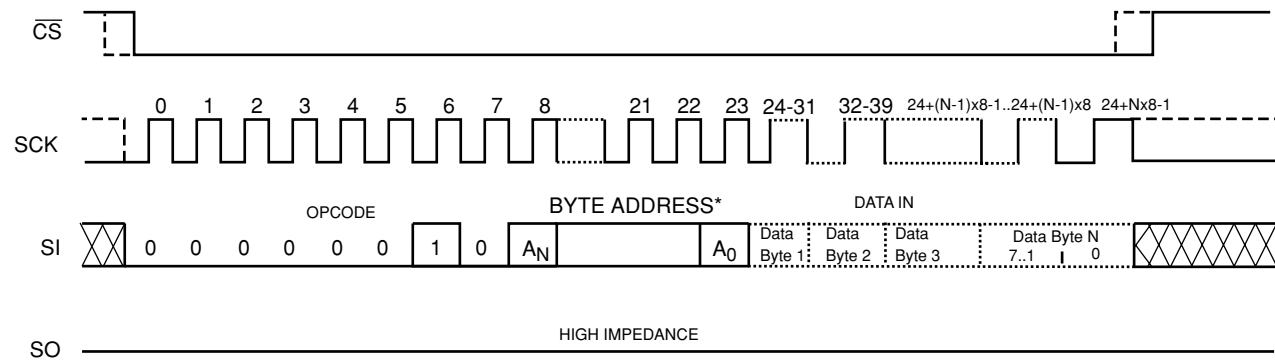 CS
SCK
0 1 2 3 4 5 6 7 8 21 22 23 24-31 32-39 24+(N-1)x8-1..24+(N-1)x8 24+Nx8-1
OPCODE BYTE ADDRESS* DATA IN
SI
0 0 0 0 0 0 1 0 AN A0
Data Byte 1
Data Byte 2
Data Byte 3
Data Byte N
7..1 0
HIGH IMPEDANCE
SO